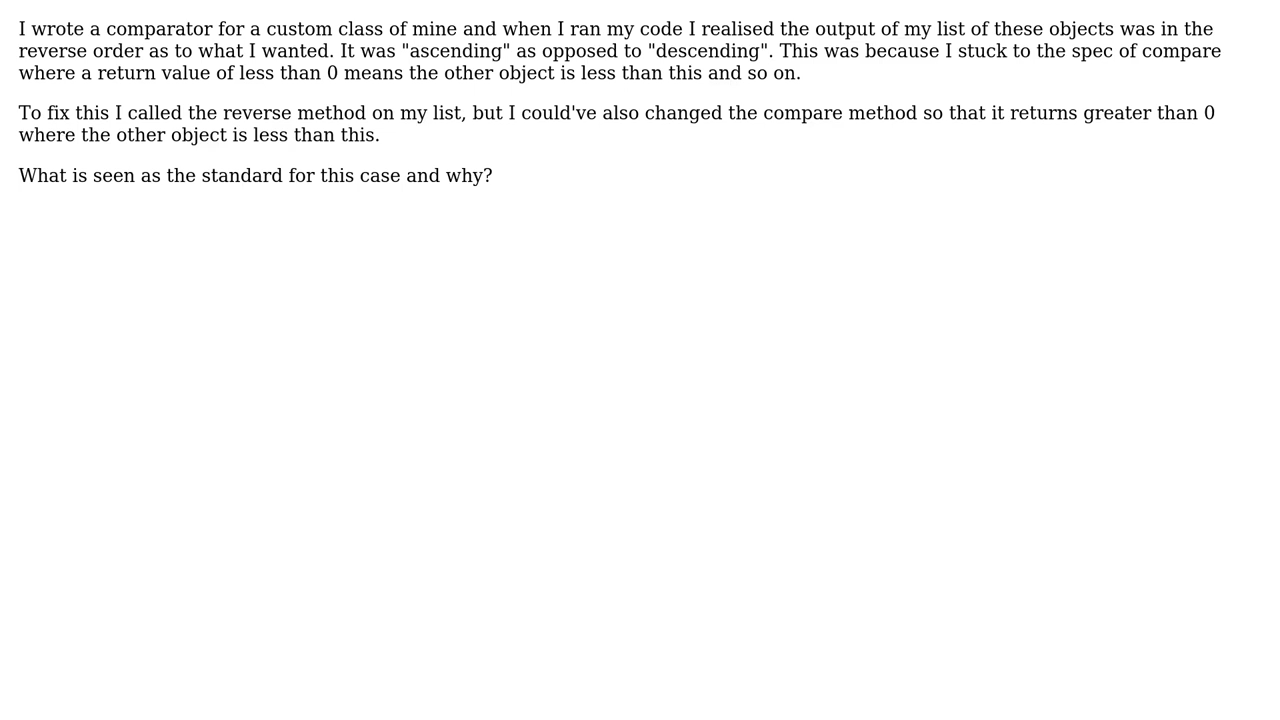 I wrote a comparator for a custom class of mine and when I ran my code I realised the output of my list of these objects was in the
reverse order as to what I wanted. It was "ascending" as opposed to "descending". This was because I stuck to the spec of compare
where a return value of less than 0 means the other object is less than this and so on.
To fix this I called the reverse method on my list, but I could've also changed the compare method so that it returns greater than 0
where the other object is less than this.
What is seen as the standard for this case and why?